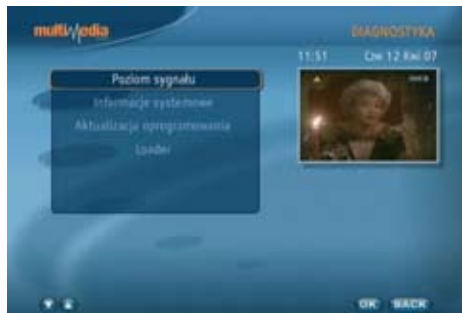 multimedia
DIAGNOSTYKA
11:51 Czw 12 Kwi 07
Poziom sygnału
Informacje systemowe
Aktualizacja oprogramowania
Loader
OK BACK